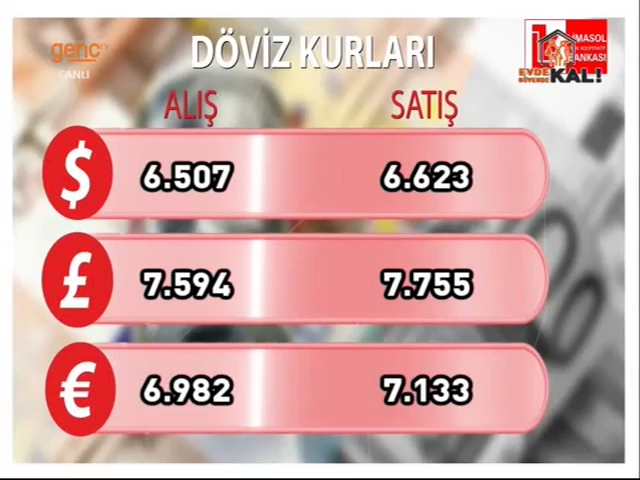 genç
CANLI
DÖVİZ KURLARI
EVDE
GÜVENDE
KAL!
ALIŞ SATIŞ
$ 6.507 6.623
£ 7.594 7.755
€ 6.982 7.133